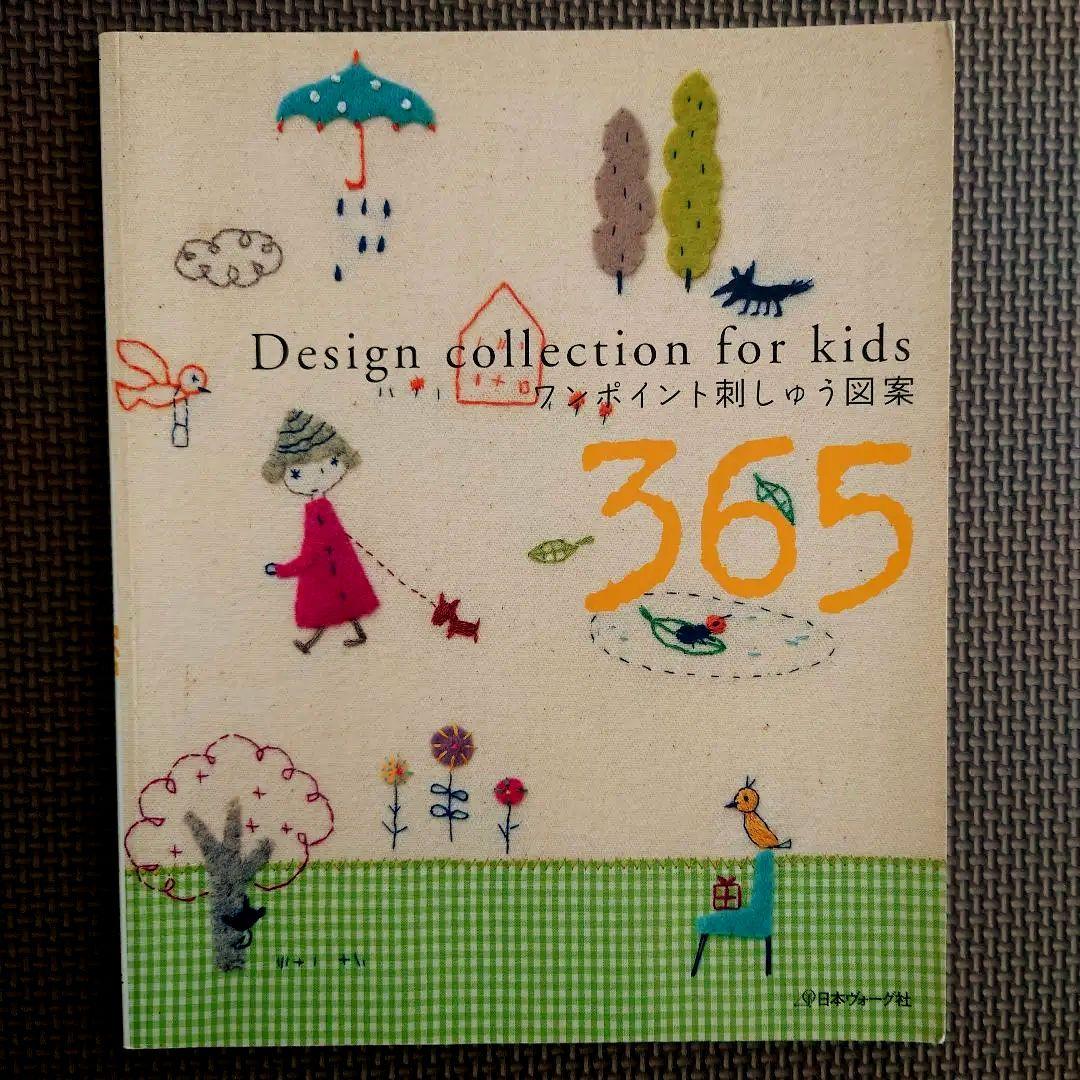 Design collection for kids
ワンポイント刺しゅう図案
365
日本ヴォーグ社